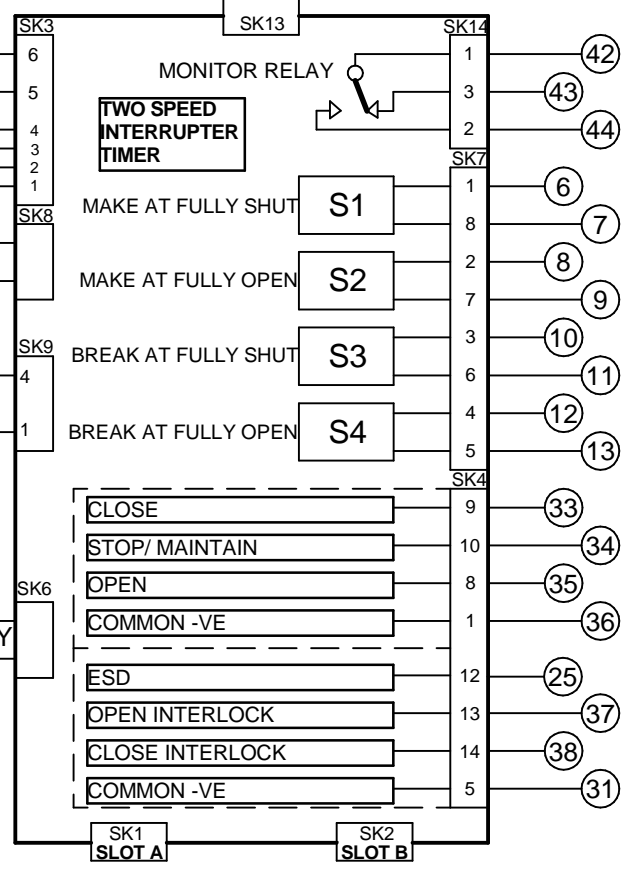 SK3
SK13
SK14
6
MONITOR RELAY
1
42
5
3
43
TWO SPEED
INTERRUPTER
TIMER
4
3
2
1
2
44
SK7
MAKE AT FULLY SHUT
S1
1
6
8
7
SK8
MAKE AT FULLY OPEN
S2
2
8
7
9
SK9
4
BREAK AT FULLY SHUT
S3
3
10
6
11
1
BREAK AT FULLY OPEN
S4
4
12
5
13
SK4
CLOSE
9
33
STOP/ MAINTAIN
10
34
SK6
OPEN
8
35
COMMON -VE
1
36
Y
ESD
12
25
OPEN INTERLOCK
13
37
CLOSE INTERLOCK
14
38
COMMON -VE
5
31
SK1
SLOT A
SK2
SLOT B